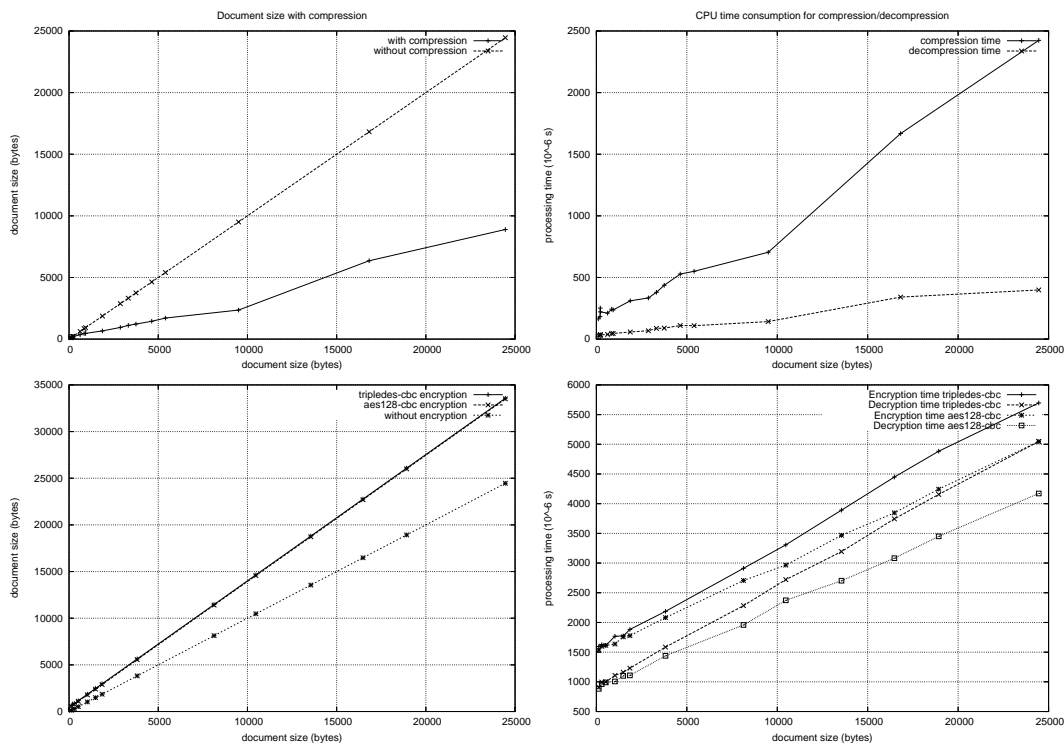 Document size with compression
25000
20000
15000
10000
5000
0
0 5000 10000 15000 20000 25000
document size (bytes)
document size (bytes)
with compression
without compression
CPU time consumption for compression/decompression
2500
2000
1500
1000
500
0
0 5000 10000 15000 20000 25000
processing time (10^-6 s)
document size (bytes)
compression time
decompression time
35000
30000
25000
20000
15000
10000
5000
0
0 5000 10000 15000 20000 25000
document size (bytes)
document size (bytes)
tripledes-cbc encryption
aes128-cbc encryption
without encryption
6000
5500
5000
4500
4000
3500
3000
2500
2000
1500
1000
500
0 5000 10000 15000 20000 25000
processing time (10^-6 s)
document size (bytes)
Encryption time tripledes-cbc
Decryption time tripledes-cbc
Encryption time aes128-cbc
Decryption time aes128-cbc